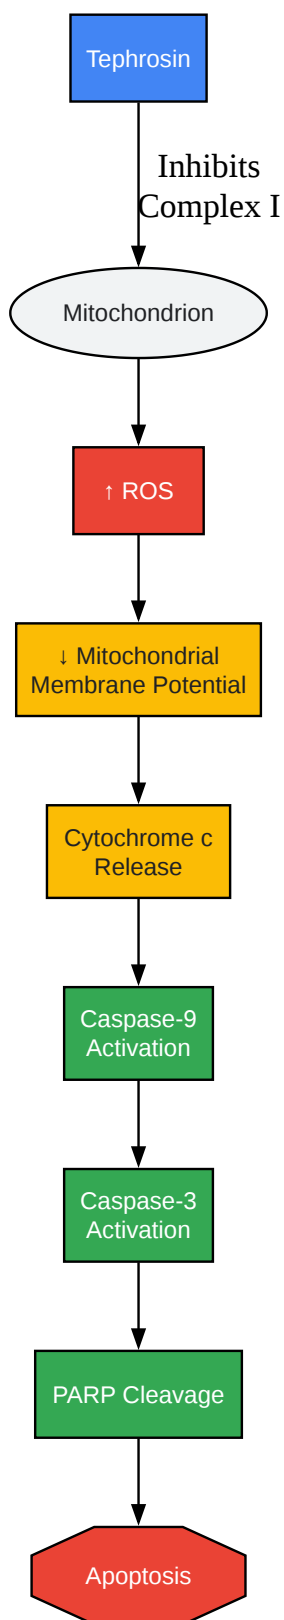 Tephrosin
Inhibits
Complex I
Mitochondrion
↑ ROS
↓ Mitochondrial
Membrane Potential
Cytochrome c
Release
Caspase-9
Activation
Caspase-3
Activation
PARP Cleavage
Apoptosis